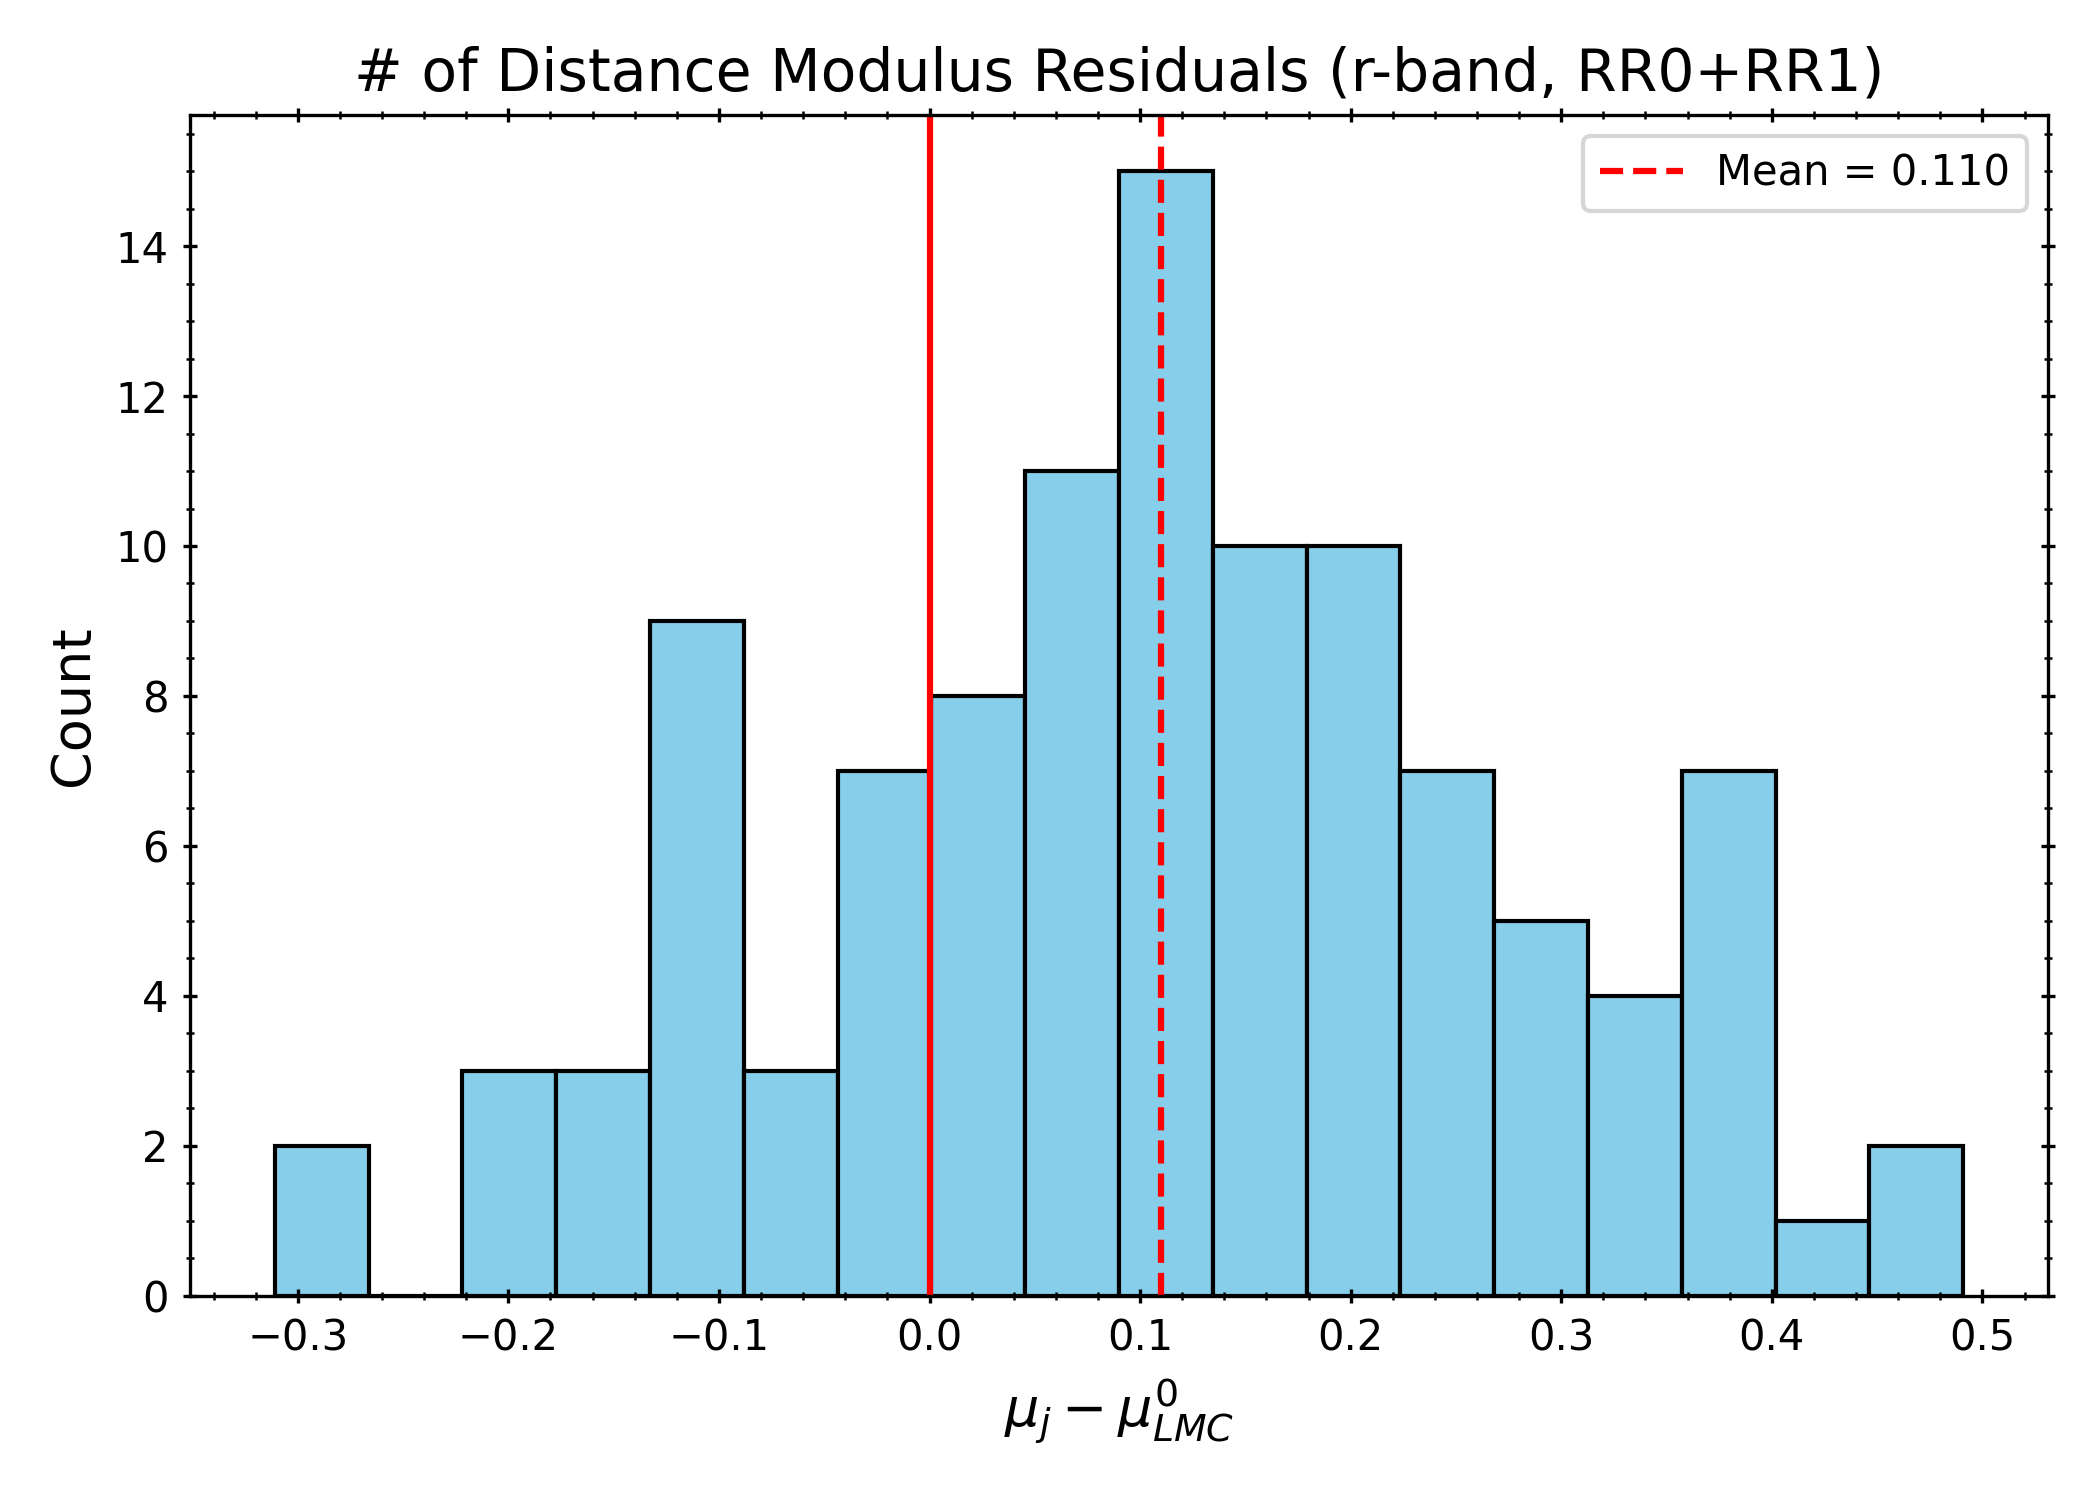 # of Distance Modulus Residuals (r-band, RR0+RR1)
Mean = 0.110
14
12
10
8
6
4
2
0
Count
−0.3 −0.2 −0.1 0.0 0.1 0.2 0.3 0.4 0.5
μⱼ − μ⁰_LMC